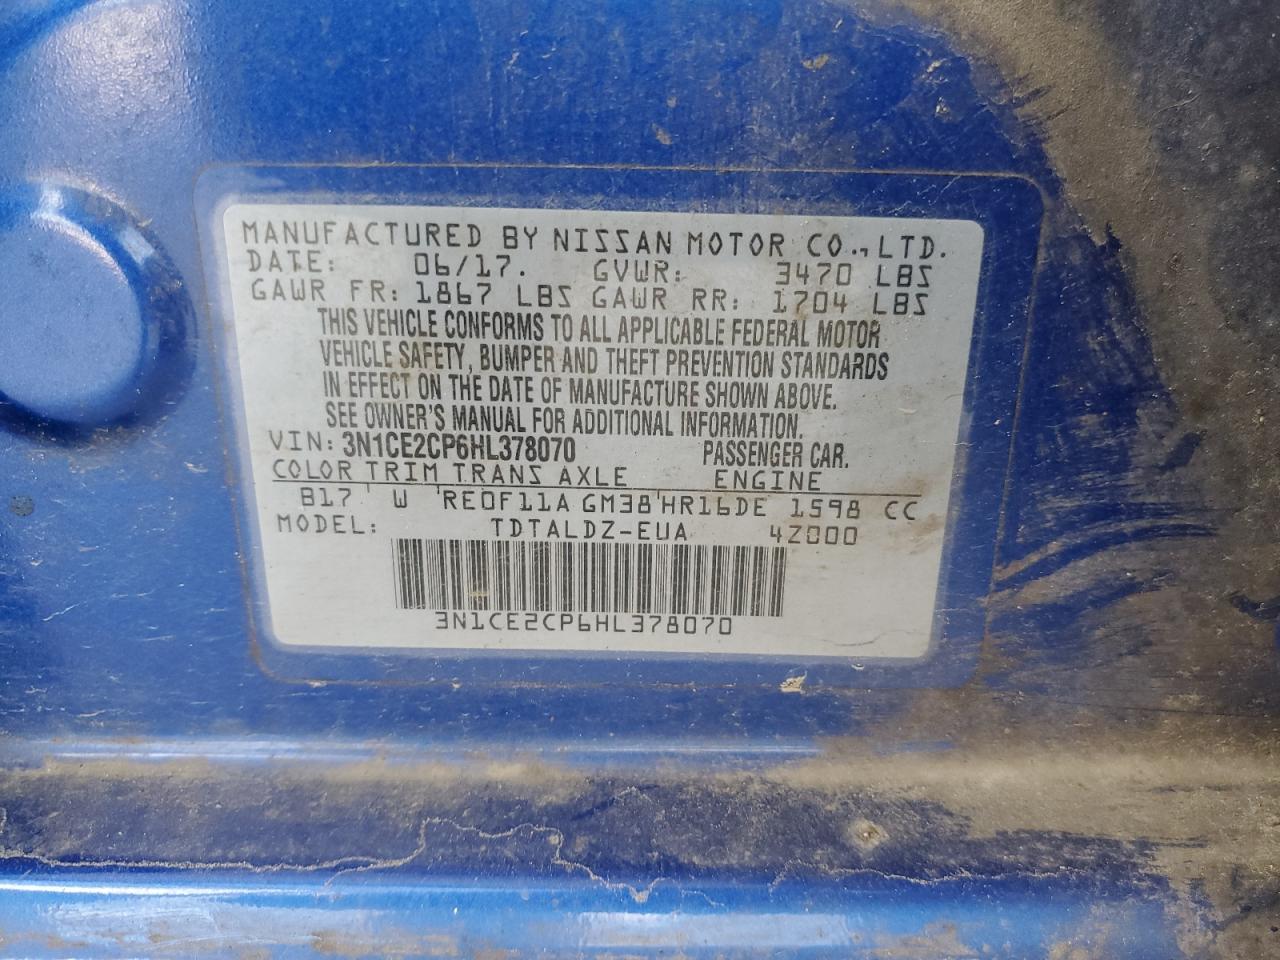 MANUFACTURED BY NISSAN MOTOR CO., LTD.
DATE: 06/17. GVWR: 3470 LBS
GAWR FR: 1867 LBS GAWR RR: 1704 LBS
THIS VEHICLE CONFORMS TO ALL APPLICABLE FEDERAL MOTOR
VEHICLE SAFETY, BUMPER AND THEFT PREVENTION STANDARDS
IN EFFECT ON THE DATE OF MANUFACTURE SHOWN ABOVE.
SEE OWNER'S MANUAL FOR ADDITIONAL INFORMATION.
VIN: 3N1CE2CP6HL378070 PASSENGER CAR.
COLOR TRIM TRANS AXLE ENGINE
B17 W RE0F11A GM38 HR16DE 1598 CC
MODEL: TDTALDZ-EUA 4Z000
3N1CE2CP6HL378070